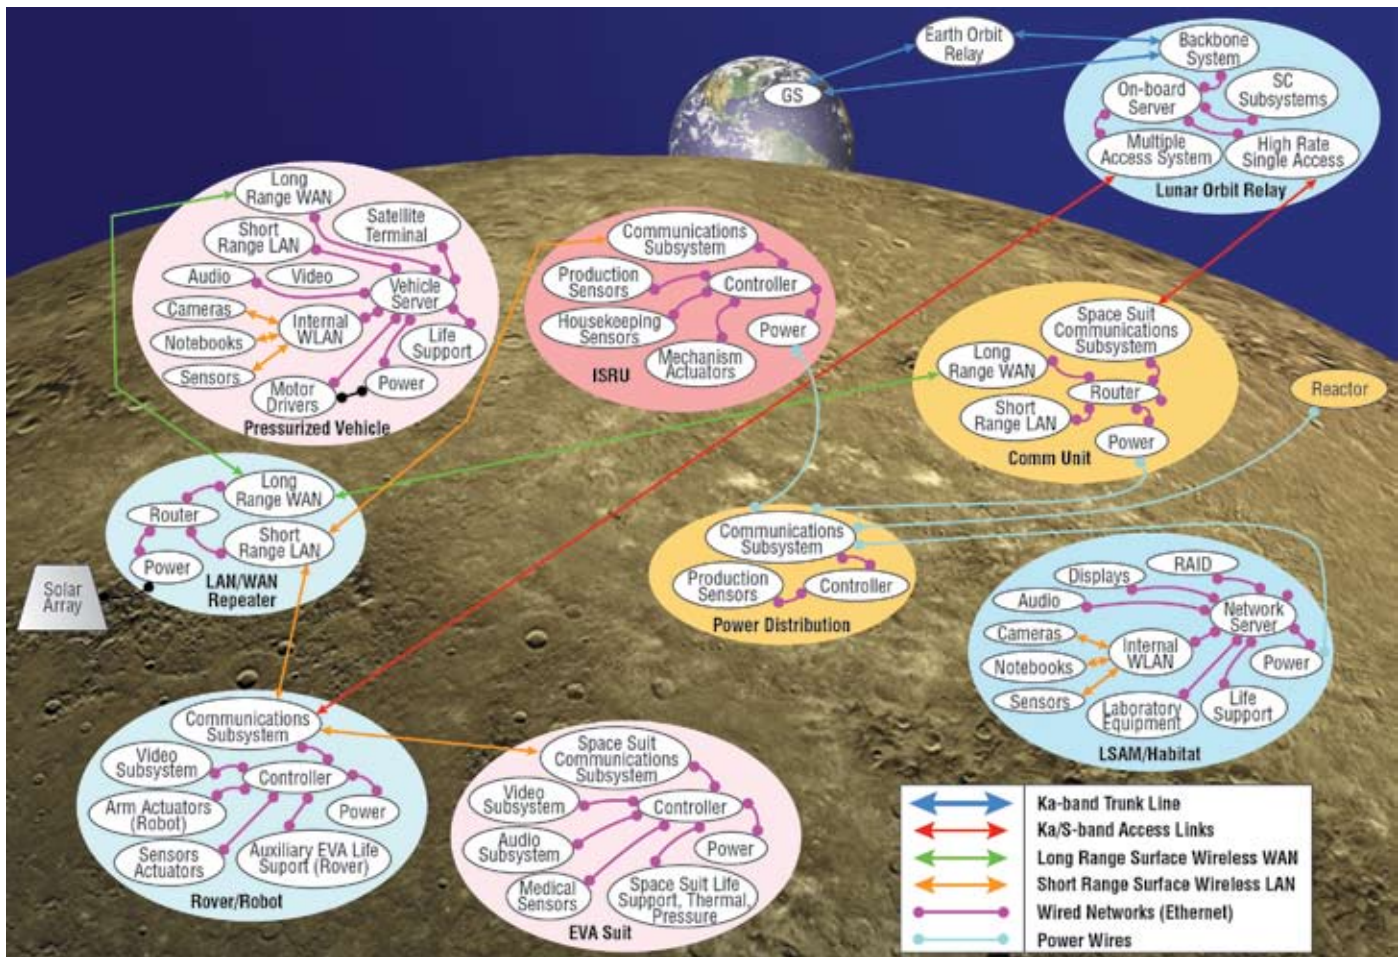 Earth Orbit
Relay
GS
Backbone
System
On-board
Server
SC
Subsystems
Multiple
Access System
High Rate
Single Access
Lunar Orbit Relay
Long
Range WAN
Short
Range LAN
Satellite
Terminal
Audio
Video
Vehicle
Server
Cameras
Internal
WLAN
Notebooks
Life
Support
Sensors
Motor
Drivers
Power
Pressurized Vehicle
Communications
Subsystem
Production
Sensors
Controller
Housekeeping
Sensors
Power
Mechanism
Actuators
ISRU
Space Suit
Communications
Subsystem
Long
Range WAN
Router
Short
Range LAN
Power
Comm Unit
Reactor
Long
Range WAN
Router
Short
Range LAN
Power
LAN/WAN
Repeater
Solar
Array
Communications
Subsystem
Production
Sensors
Controller
Power Distribution
RAID
Displays
Audio
Network
Server
Cameras
Internal
WLAN
Notebooks
Power
Sensors
Laboratory
Equipment
Life
Support
LSAM/Habitat
Communications
Subsystem
Video
Subsystem
Controller
Arm Actuators
(Robot)
Power
Sensors
Actuators
Auxiliary EVA Life
Suport (Rover)
Rover/Robot
Space Suit
Communications
Subsystem
Video
Subsystem
Controller
Audio
Subsystem
Power
Medical
Sensors
Space Suit Life
Support, Thermal,
Pressure
EVA Suit
Ka-band Trunk Line
Ka/S-band Access Links
Long Range Surface Wireless WAN
Short Range Surface Wireless LAN
Wired Networks (Ethernet)
Power Wires